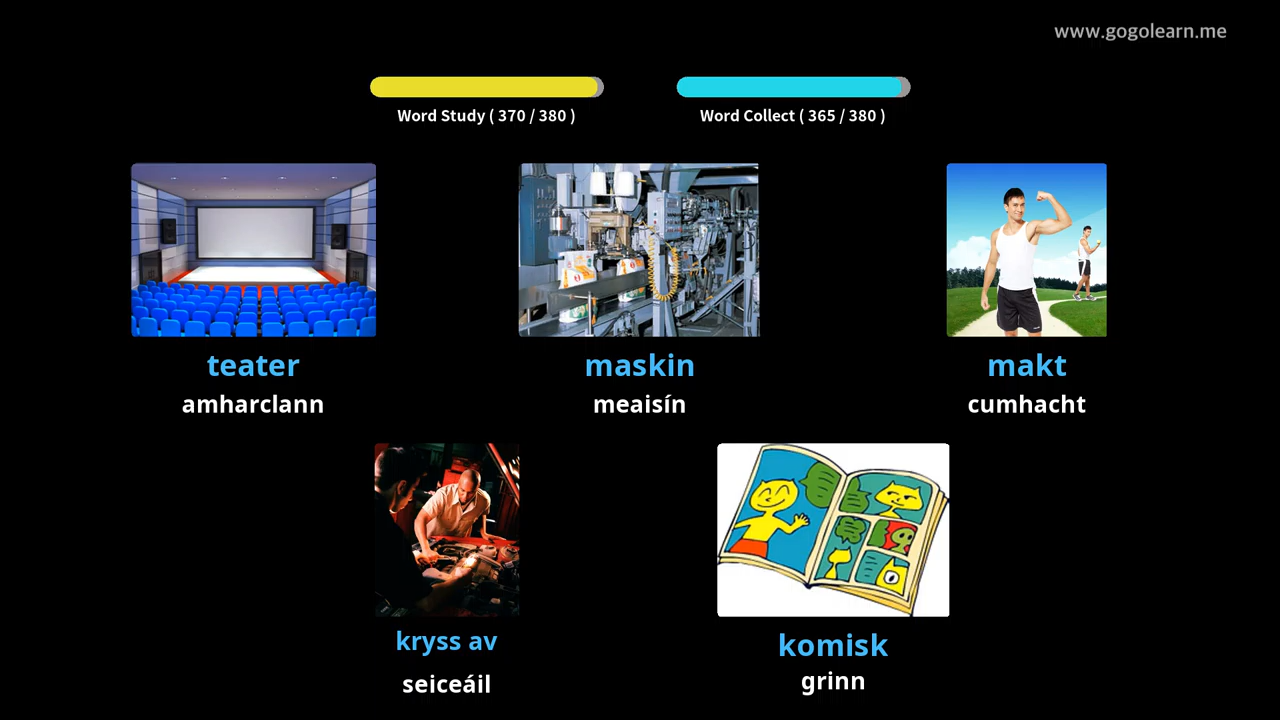 www.gogolearn.me
Word Study ( 370 / 380 )
Word Collect ( 365 / 380 )
teater
maskin
makt
amharclann
meaisín
cumhacht
kryss av
komisk
seiceáil
grinn